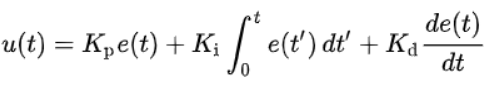 u(t) = K_p e(t) + K_i ∫_0^t e(t′) dt′ + K_d de(t)/dt